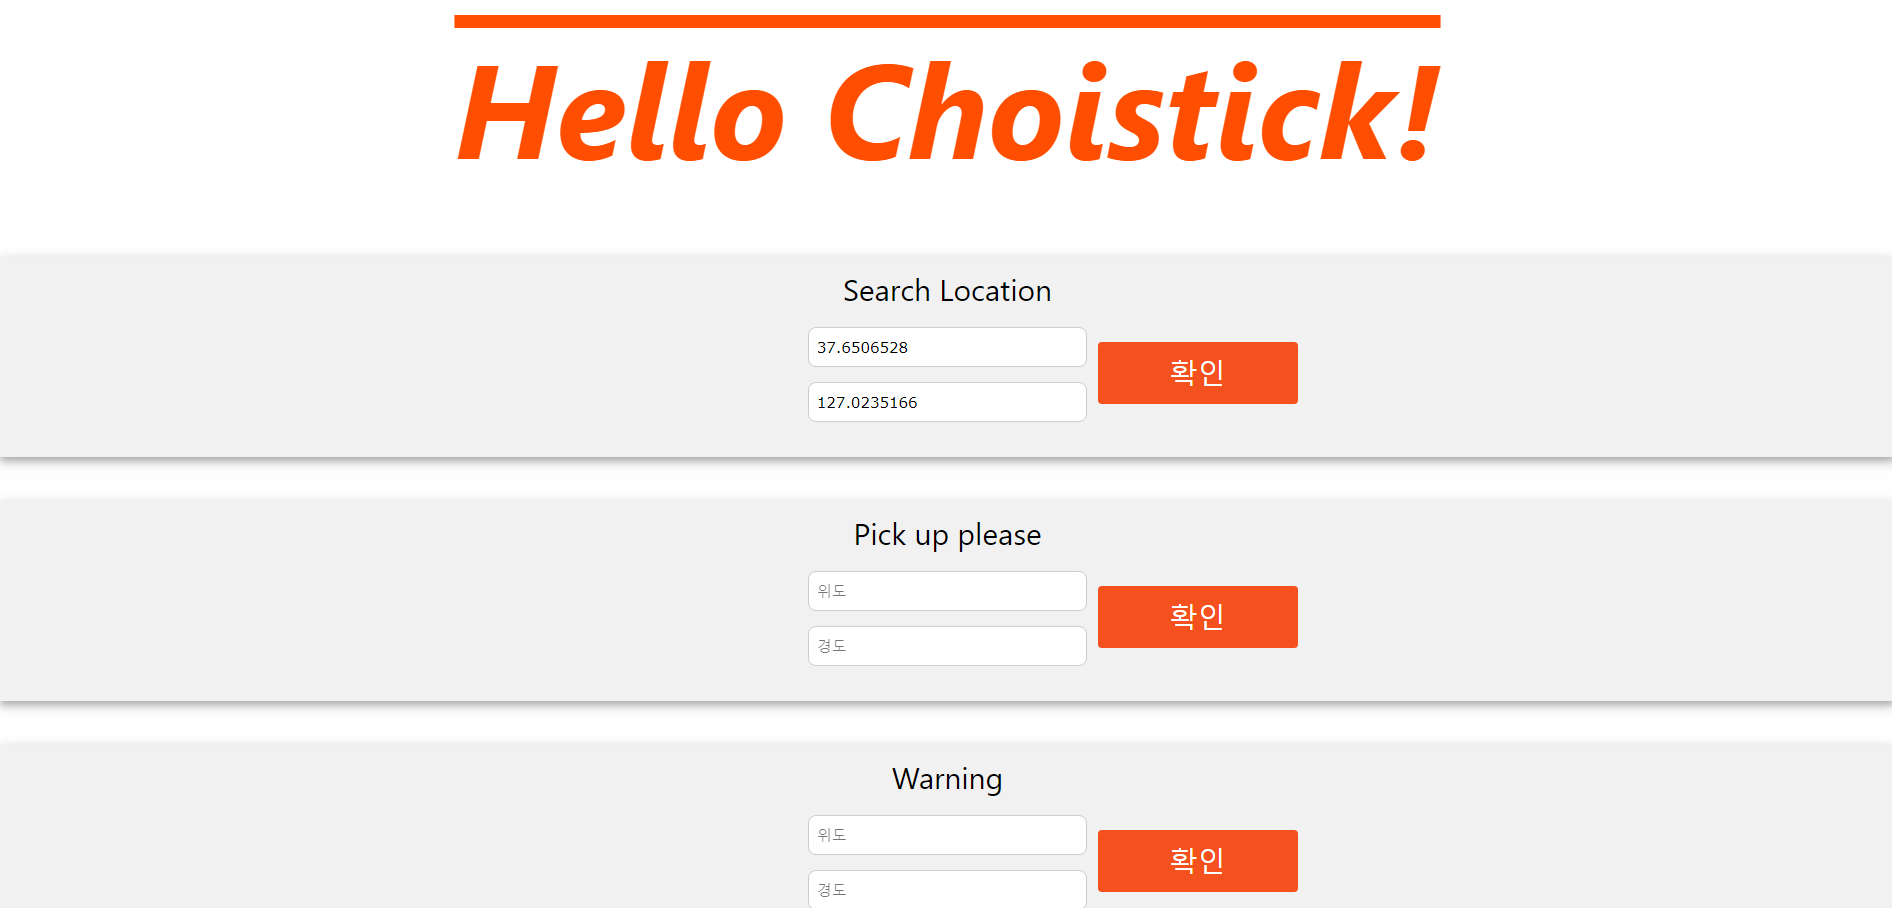 Hello Choistick!
Search Location
37.6506528
확인
127.0235166
Pick up please
위도
확인
경도
Warning
위도
확인
경도